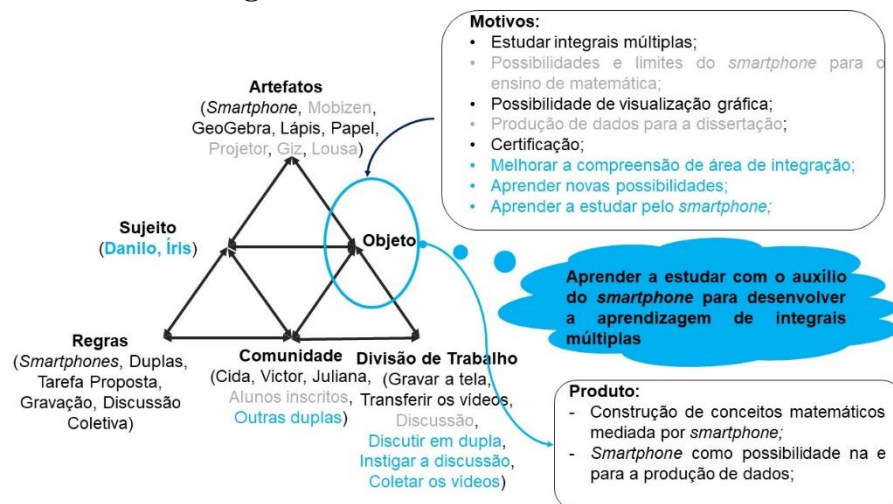 Motivos:
• Estudar integrais múltiplas;
• Possibilidades e limites do smartphone para o
ensino de matemática;
• Possibilidade de visualização gráfica;
• Produção de dados para a dissertação;
• Certificação;
• Melhorar a compreensão de área de integração;
• Aprender novas possibilidades;
• Aprender a estudar pelo smartphone;
Artefatos
(Smartphone, Mobizen,
GeoGebra, Lápis, Papel,
Projetor, Giz, Lousa)
Sujeito
(Danilo, Íris)
Objeto
Aprender a estudar com o auxílio
do smartphone para desenvolver
a aprendizagem de integrais
múltiplas
Regras
(Smartphones, Duplas,
Tarefa Proposta,
Gravação, Discussão
Coletiva)
Comunidade
(Cida, Victor, Juliana,
Alunos inscritos,
Outras duplas)
Divisão de Trabalho
(Gravar a tela,
Transferir os vídeos,
Discussão,
Discutir em dupla,
Instigar a discussão,
Coletar os vídeos)
Produto:
- Construção de conceitos matemáticos
mediada por smartphone;
- Smartphone como possibilidade na e
para a produção de dados;